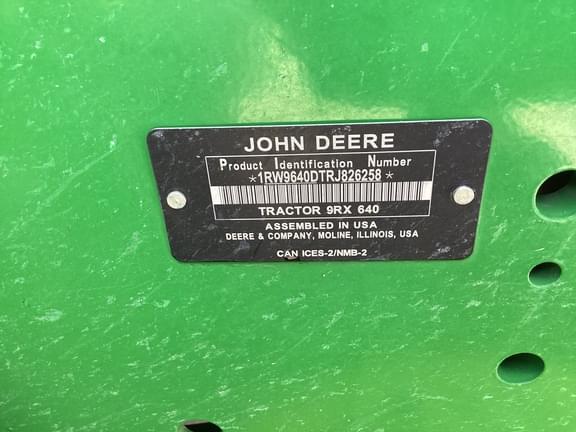 JOHN DEERE
Product Identification Number
*1RW9640DTRJ826258*
TRACTOR 9RX 640
ASSEMBLED IN USA
DEERE & COMPANY, MOLINE, ILLINOIS, USA
CAN ICES-2/NMB-2